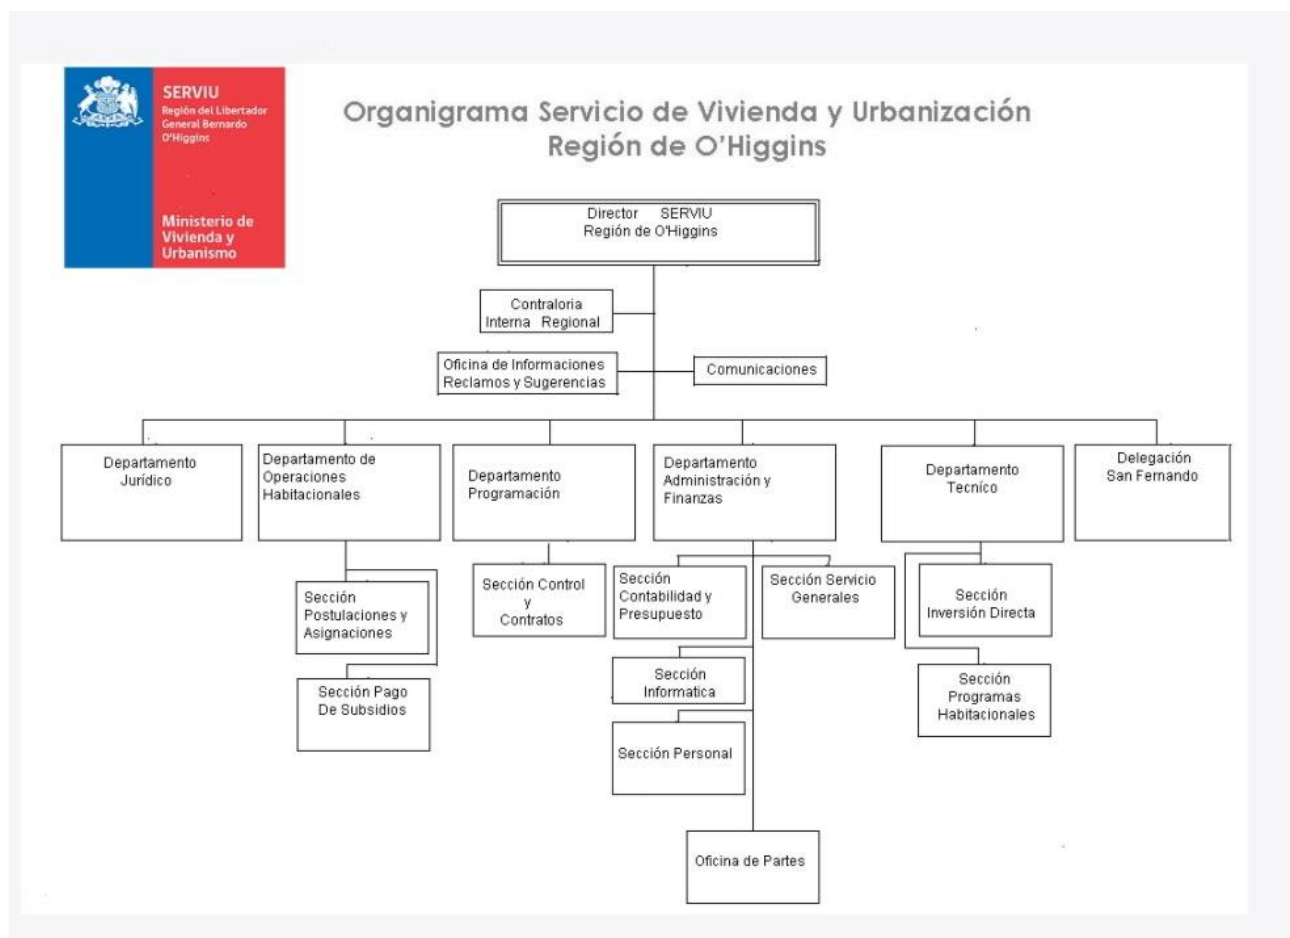 SERVIU
Región del Libertador
General Bernardo
O'Higgins
Ministerio de
Vivienda y
Urbanismo
Organigrama Servicio de Vivienda y Urbanización
Región de O'Higgins
Director SERVIU
Región de O'Higgins
Contraloria
Interna Regional
Oficina de Informaciones
Reclamos y Sugerencias
Comunicaciones
Departamento
Jurídico
Departamento de
Operaciones
Habitacionales
Departamento
Programación
Departamento
Administración y
Finanzas
Departamento
Tecníco
Delegación
San Fernando
Sección
Postulaciones y
Asignaciones
Sección Pago
De Subsidios
Sección Control
y
Contratos
Sección
Contabilidad y
Presupuesto
Sección Servicio
Generales
Sección
Informatica
Sección Personal
Oficina de Partes
Sección
Inversión Directa
Sección
Programas
Habitacionales